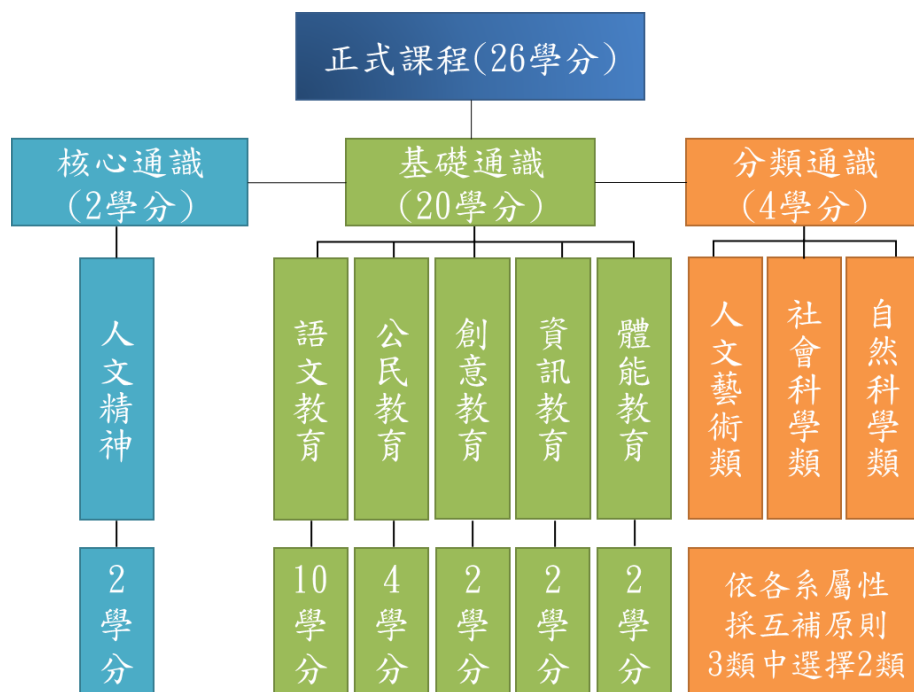 正式課程(26學分)
核心通識
(2學分)
基礎通識
(20學分)
分類通識
(4學分)
人文精神
語文教育
公民教育
創意教育
資訊教育
體能教育
人文藝術類
社會科學類
自然科學類
2學分
10學分
4學分
2學分
2學分
2學分
依各系屬性
採互補原則
3類中選擇2類